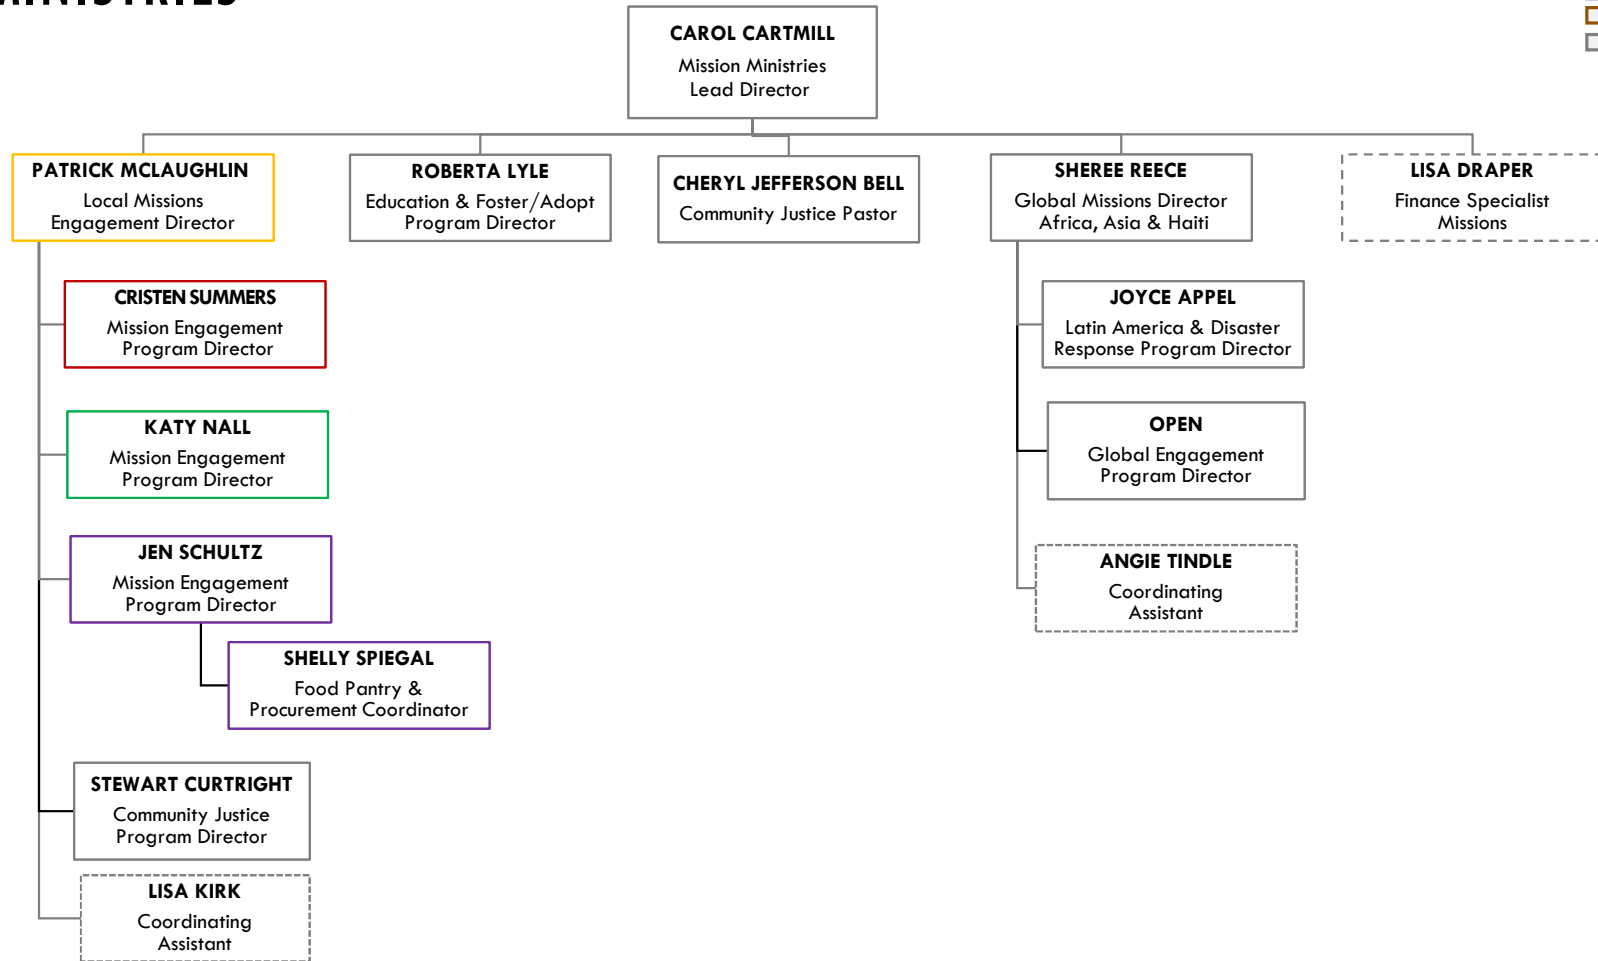 MINISTRIES
CAROL CARTMILL
Mission Ministries
Lead Director
PATRICK MCLAUGHLIN
Local Missions
Engagement Director
ROBERTA LYLE
Education & Foster/Adopt
Program Director
CHERYL JEFFERSON BELL
Community Justice Pastor
SHEREE REECE
Global Missions Director
Africa, Asia & Haiti
LISA DRAPER
Finance Specialist
Missions
CRISTEN SUMMERS
Mission Engagement
Program Director
JOYCE APPEL
Latin America & Disaster
Response Program Director
KATY NALL
Mission Engagement
Program Director
OPEN
Global Engagement
Program Director
JEN SCHULTZ
Mission Engagement
Program Director
ANGIE TINDLE
Coordinating
Assistant
SHELLY SPIEGAL
Food Pantry &
Procurement Coordinator
STEWART CURTRIGHT
Community Justice
Program Director
LISA KIRK
Coordinating
Assistant